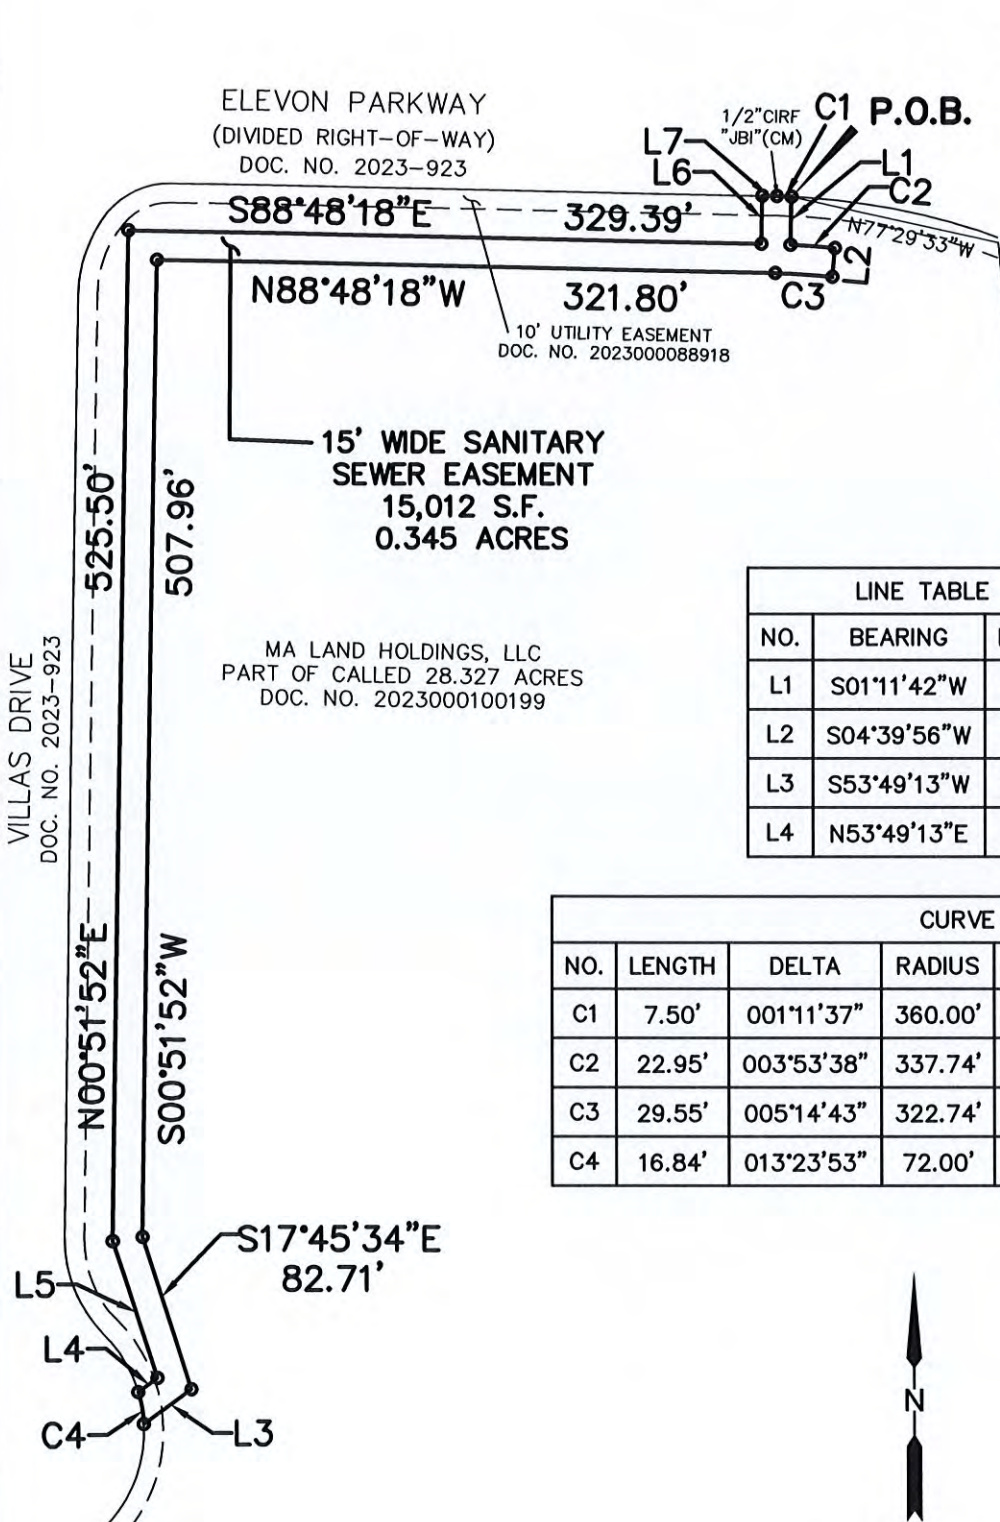 ELEVON PARKWAY
(DIVIDED RIGHT-OF-WAY)
DOC. NO. 2023-923
1/2"CIRF
"JBI"(CM)
C1
P.O.B.
L7
L6
L1
C2
S88°48'18"E
329.39'
N77°29'33"W
L2
N88°48'18"W
321.80'
C3
10' UTILITY EASEMENT
DOC. NO. 2023000088918
15' WIDE SANITARY
SEWER EASEMENT
15,012 S.F.
0.345 ACRES
525.50'
507.96'
MA LAND HOLDINGS, LLC
PART OF CALLED 28.327 ACRES
DOC. NO. 2023000100199
VILLAS DRIVE
DOC. NO. 2023-923
N00°51'52"E
S00°51'52"W
LINE TABLE
NO. BEARING
L1 S01°11'42"W
L2 S04°39'56"W
L3 S53°49'13"W
L4 N53°49'13"E
CURVE
NO. LENGTH DELTA RADIUS
C1 7.50' 001°11'37" 360.00'
C2 22.95' 003°53'38" 337.74'
C3 29.55' 005°14'43" 322.74'
C4 16.84' 013°23'53" 72.00'
S17°45'34"E
82.71'
L5
L4
C4
L3
N